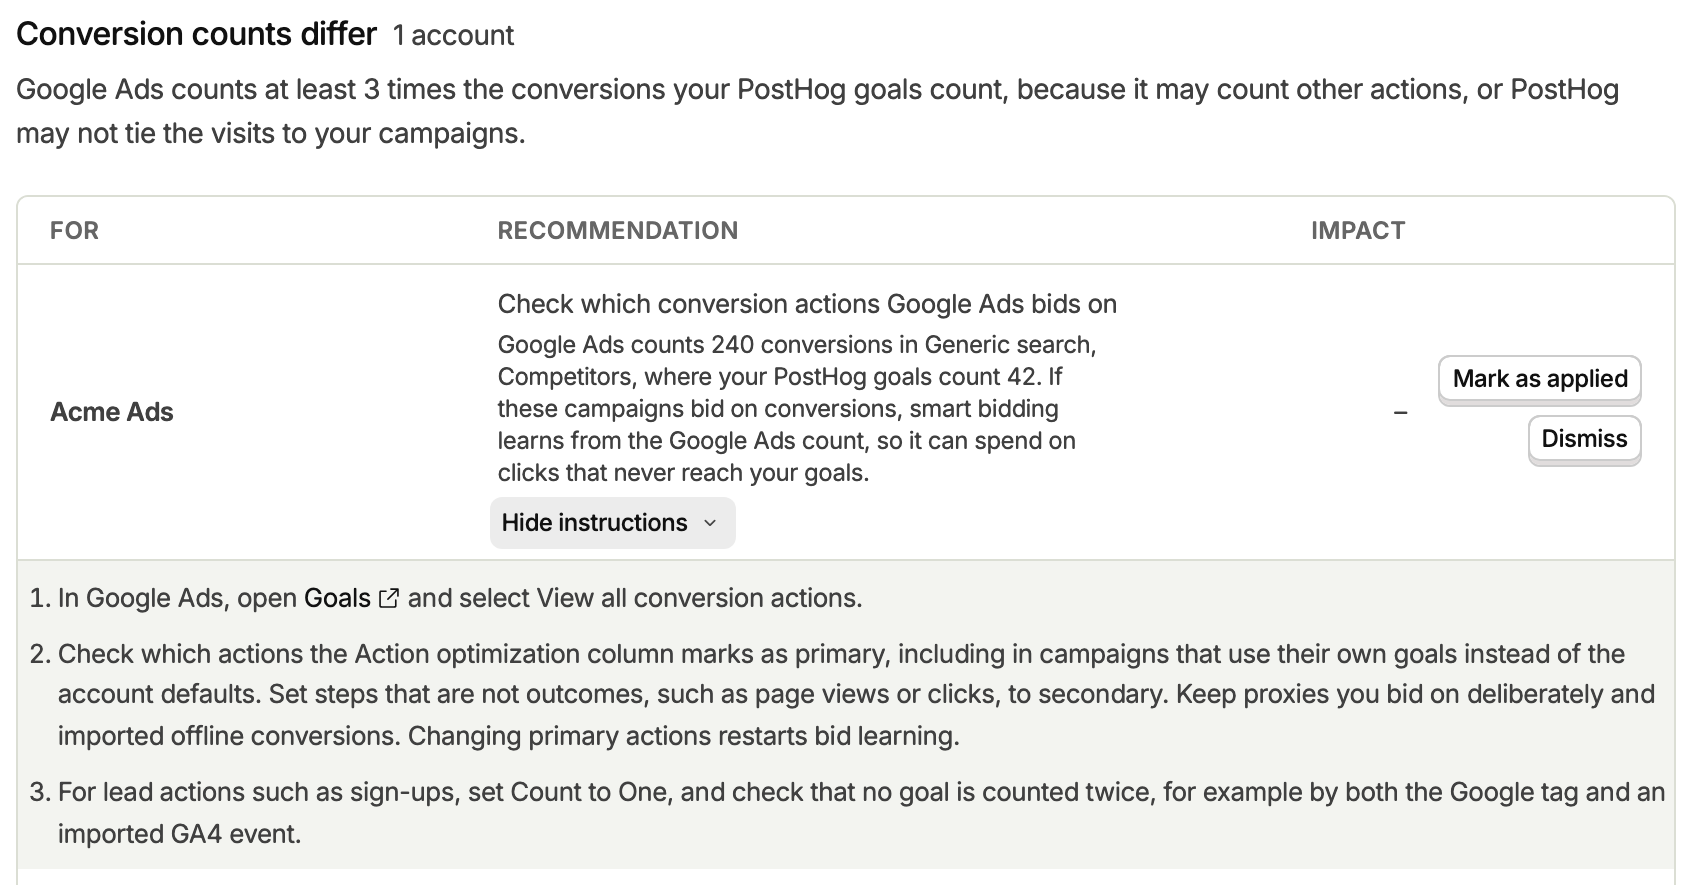 Conversion counts differ 1 account
Google Ads counts at least 3 times the conversions your PostHog goals count, because it may count other actions, or PostHog
may not tie the visits to your campaigns.
FOR RECOMMENDATION IMPACT
Acme Ads
Check which conversion actions Google Ads bids on
Google Ads counts 240 conversions in Generic search,
Competitors, where your PostHog goals count 42. If
these campaigns bid on conversions, smart bidding
learns from the Google Ads count, so it can spend on
clicks that never reach your goals.
Hide instructions
–
Mark as applied
Dismiss
1. In Google Ads, open Goals and select View all conversion actions.
2. Check which actions the Action optimization column marks as primary, including in campaigns that use their own goals instead of the
account defaults. Set steps that are not outcomes, such as page views or clicks, to secondary. Keep proxies you bid on deliberately and
imported offline conversions. Changing primary actions restarts bid learning.
3. For lead actions such as sign-ups, set Count to One, and check that no goal is counted twice, for example by both the Google tag and an
imported GA4 event.